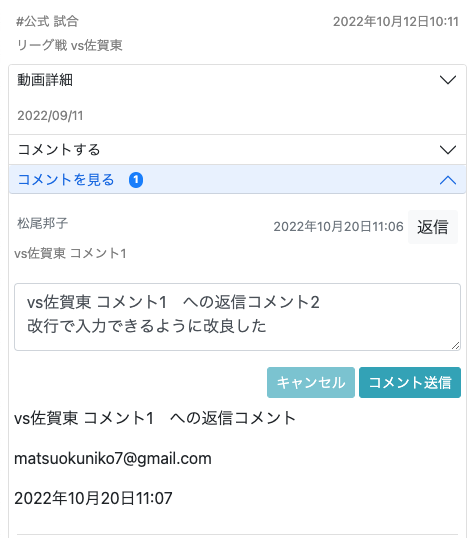 #公式 試合
2022年10月12日10:11
リーグ戦 vs佐賀東
動画詳細
2022/09/11
コメントする
コメントを見る 1
松尾邦子
2022年10月20日11:06
返信
vs佐賀東 コメント1
vs佐賀東 コメント1　への返信コメント2
改行で入力できるように改良した
キャンセル
コメント送信
vs佐賀東 コメント1　への返信コメント
matsuokuniko7@gmail.com
2022年10月20日11:07